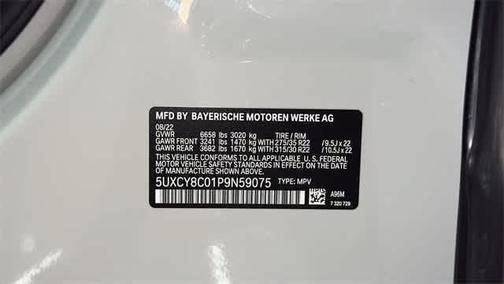 MFD BY BAYERISCHE MOTOREN WERKE AG
08/22
GVWR 6658 lbs 3020 kg TIRE / RIM
GAWR FRONT 3241 lbs 1470 kg 275/35 R22 / 9.5J x 22
GAWR REAR 3682 lbs 1670 kg 315/30 R22 / 10.5J x 22
THIS VEHICLE CONFORMS TO ALL APPLICABLE U.S.
FEDERAL MOTOR VEHICLE SAFETY STANDARDS IN
EFFECT ON THE DATE OF MANUFACTURE
SHOWN ABOVE.
5UXCY8C01P9N59075 TYPE: MPV
A96M
7 320 729